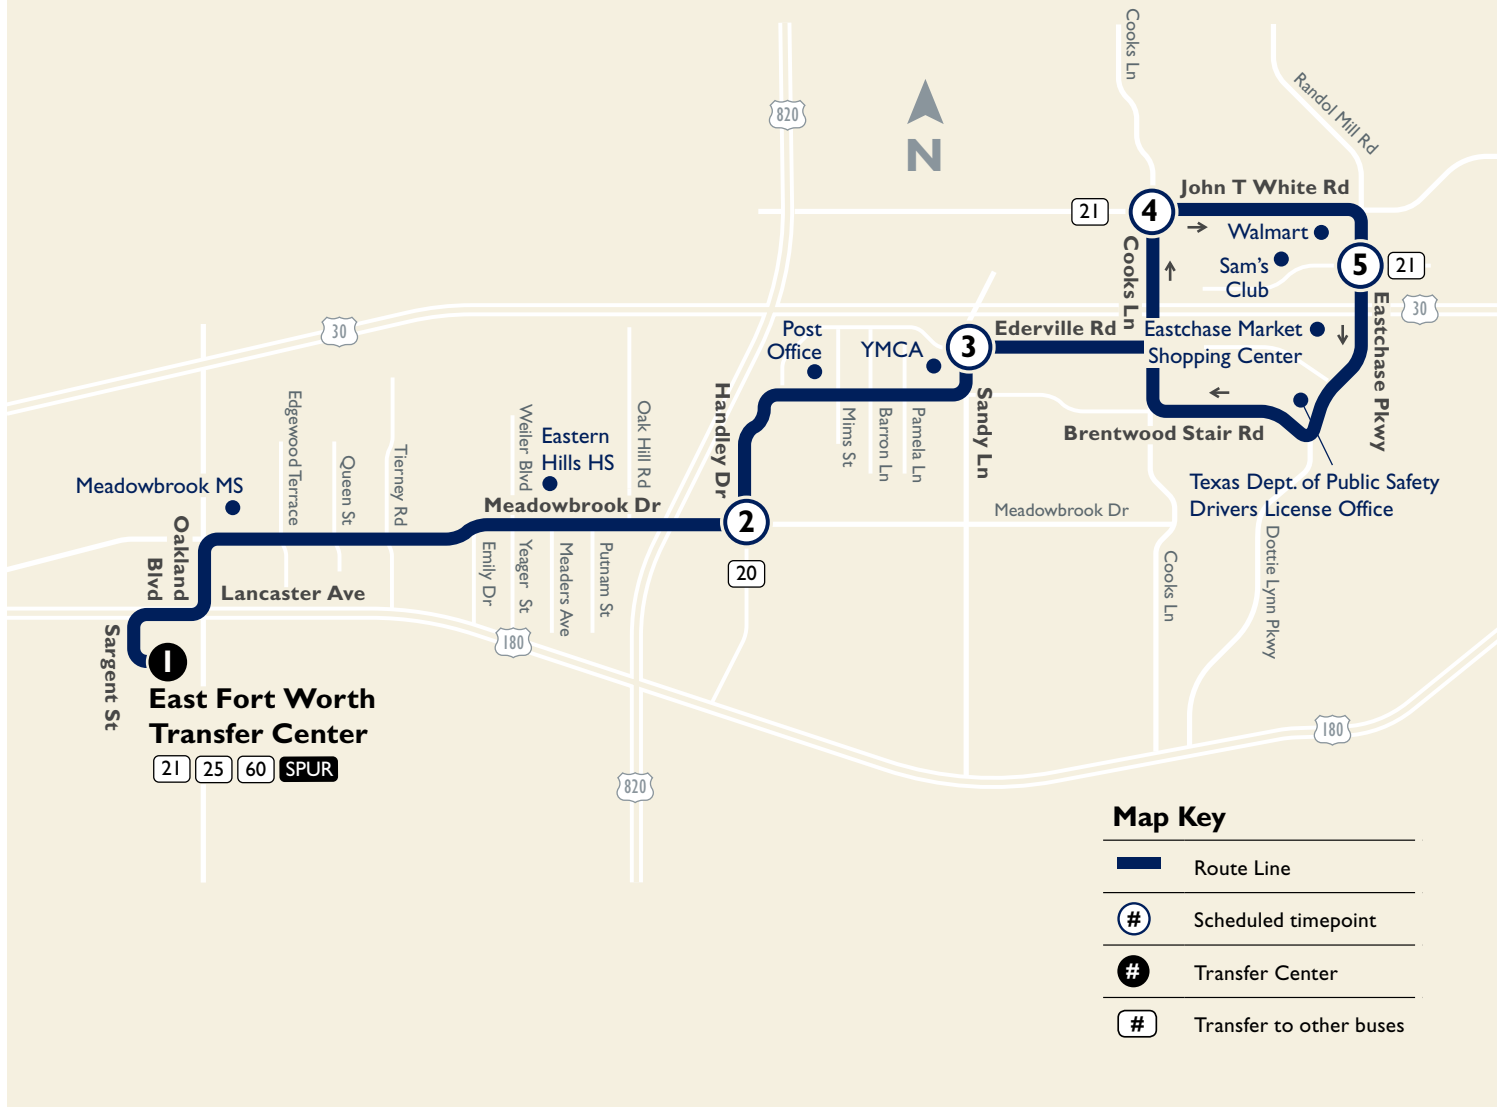 Cooks Ln
Randol Mill Rd
820
N
John T White Rd
21
4
Walmart
Sam's
Club
5
21
Cooks Ln
30
Eastchase Pkwy
30
Post
Office
YMCA
3
Ederville Rd
Eastchase Market
Shopping Center
Handley Dr
Sandy Ln
Brentwood Stair Rd
Mims St
Barron Ln
Pamela Ln
Edgewood Terrace
Queen St
Tierney Rd
Weiler Blvd
Eastern
Hills HS
Oak Hill Rd
Meadowbrook MS
Meadowbrook Dr
2
Meadowbrook Dr
Texas Dept. of Public Safety
Drivers License Office
Oakland
Blvd
Lancaster Ave
Emily Dr
Yeager St
Meaders Ave
Putnam St
20
Cooks Ln
Dottie Lynn Pkwy
Sargent St
1
180
East Fort Worth
Transfer Center
21 25 60 SPUR
820
180
Map Key
Route Line
# Scheduled timepoint
# Transfer Center
# Transfer to other buses